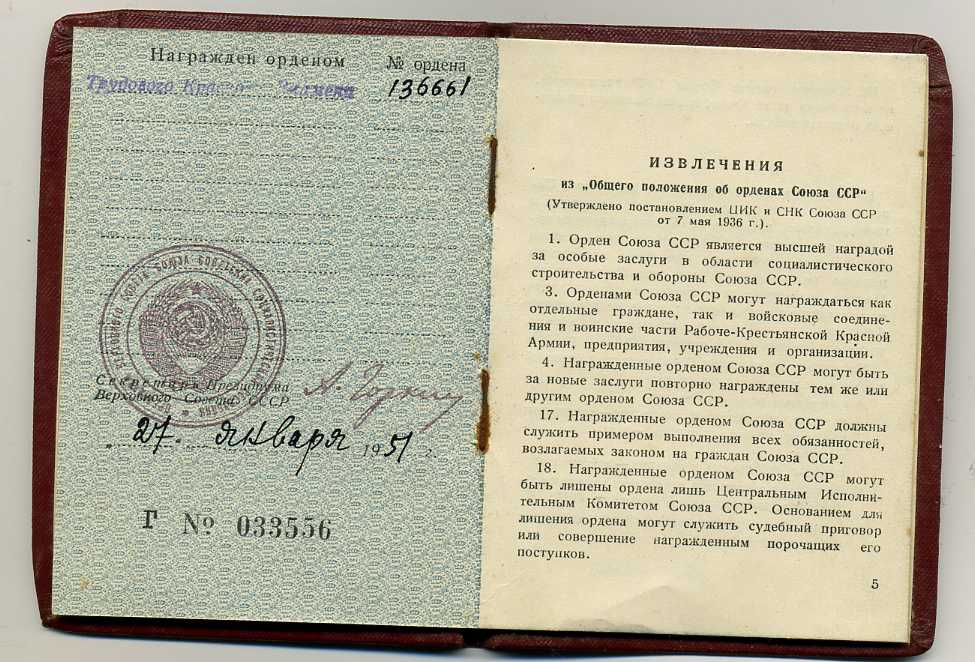 Награжден орденом
№ ордена
Трудового Красного Знамени
136661
Секретарь Президиума
Верховного Совета СССР
27. января 1951 г.
Г № 033556
ИЗВЛЕЧЕНИЯ
из „Общего положения об орденах Союза ССР“
(Утверждено постановлением ЦИК и СНК Союза ССР
от 7 мая 1936 г.).
1. Орден Союза ССР является высшей наградой
за особые заслуги в области социалистического
строительства и обороны Союза ССР.
3. Орденами Союза ССР могут награждаться как
отдельные граждане, так и войсковые соедине-
ния и воинские части Рабоче-Крестьянской Красной
Армии, предприятия, учреждения и организации.
4. Награжденные орденом Союза ССР могут быть
за новые заслуги повторно награждены тем же или
другим орденом Союза ССР.
17. Награжденные орденом Союза ССР должны
служить примером выполнения всех обязанностей,
возлагаемых законом на граждан Союза ССР.
18. Награжденные орденом Союза ССР могут
быть лишены ордена лишь Центральным Исполни-
тельным Комитетом Союза ССР. Основанием для
лишения ордена могут служить судебный приговор
или совершение награжденным порочащих его
поступков.
5